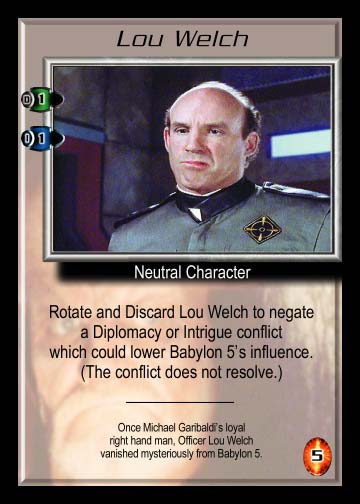 Lou Welch
D 1
I 1
Neutral Character
Rotate and Discard Lou Welch to negate
a Diplomacy or Intrigue conflict
which could lower Babylon 5's influence.
(The conflict does not resolve.)
Once Michael Garibaldi's loyal
right hand man, Officer Lou Welch
vanished mysteriously from Babylon 5.
5